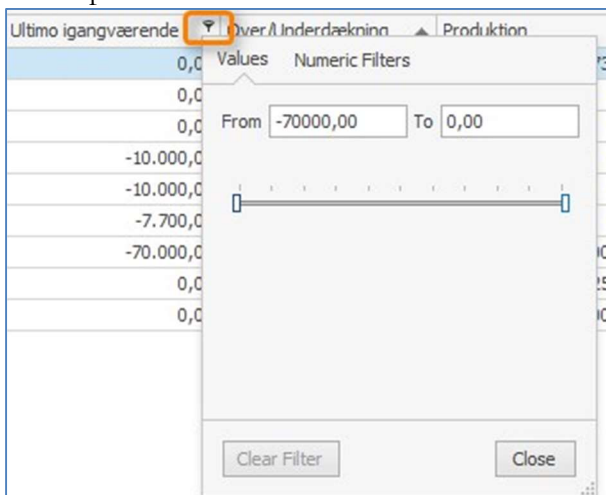 Ultimo igangværende Over/Underdækning Produktion
0,0
0,0
0,0
-10.000,0
-10.000,0
-7.700,0
-70.000,0
0,0
0,0
Values Numeric Filters
From -70000,00 To 0,00
Clear Filter Close